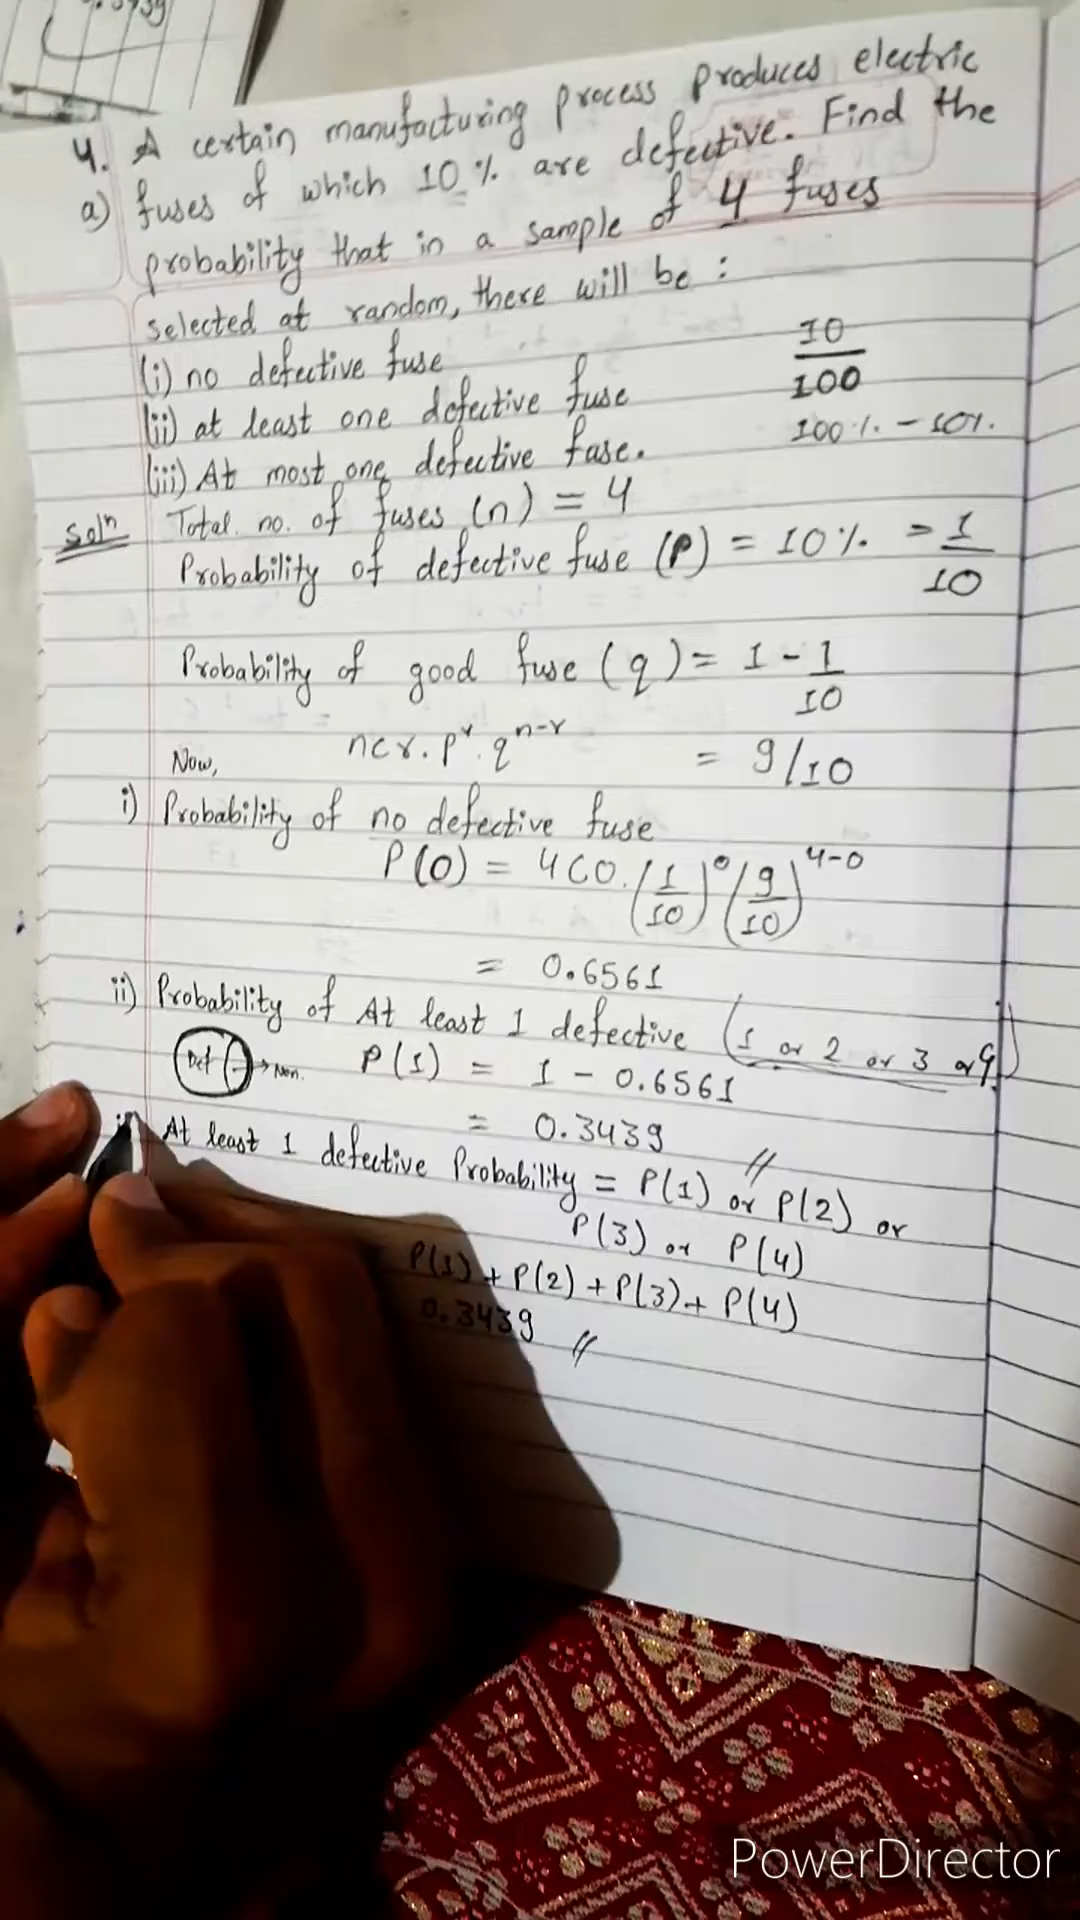 4. A certain manufacturing process produces electric
a) fuses of which 10% are defective. Find the
probability that in a sample of 4 fuses
selected at random, there will be :
(i) no defective fuse
10/100
(ii) at least one defective fuse
100% - 10%
(iii) At most one defective fuse.
Soln Total no. of fuses (n) = 4
Probability of defective fuse (P) = 10% = 1/10
Probability of good fuse (q) = 1 - 1/10
Now, ncr. p^r. q^n-r = 9/10
i) Probability of no defective fuse
P(0) = 4C0. (1/10)^0 (9/10)^4-0
= 0.6561
ii) Probability of At least 1 defective (1 or 2 or 3 or 4)
Def → Non. P(1) = 1 - 0.6561
= 0.3439 //
At least 1 defective Probability = P(1) or P(2) or
P(3) or P(4)
P(1) + P(2) + P(3) + P(4)
0.3439 //
PowerDirector